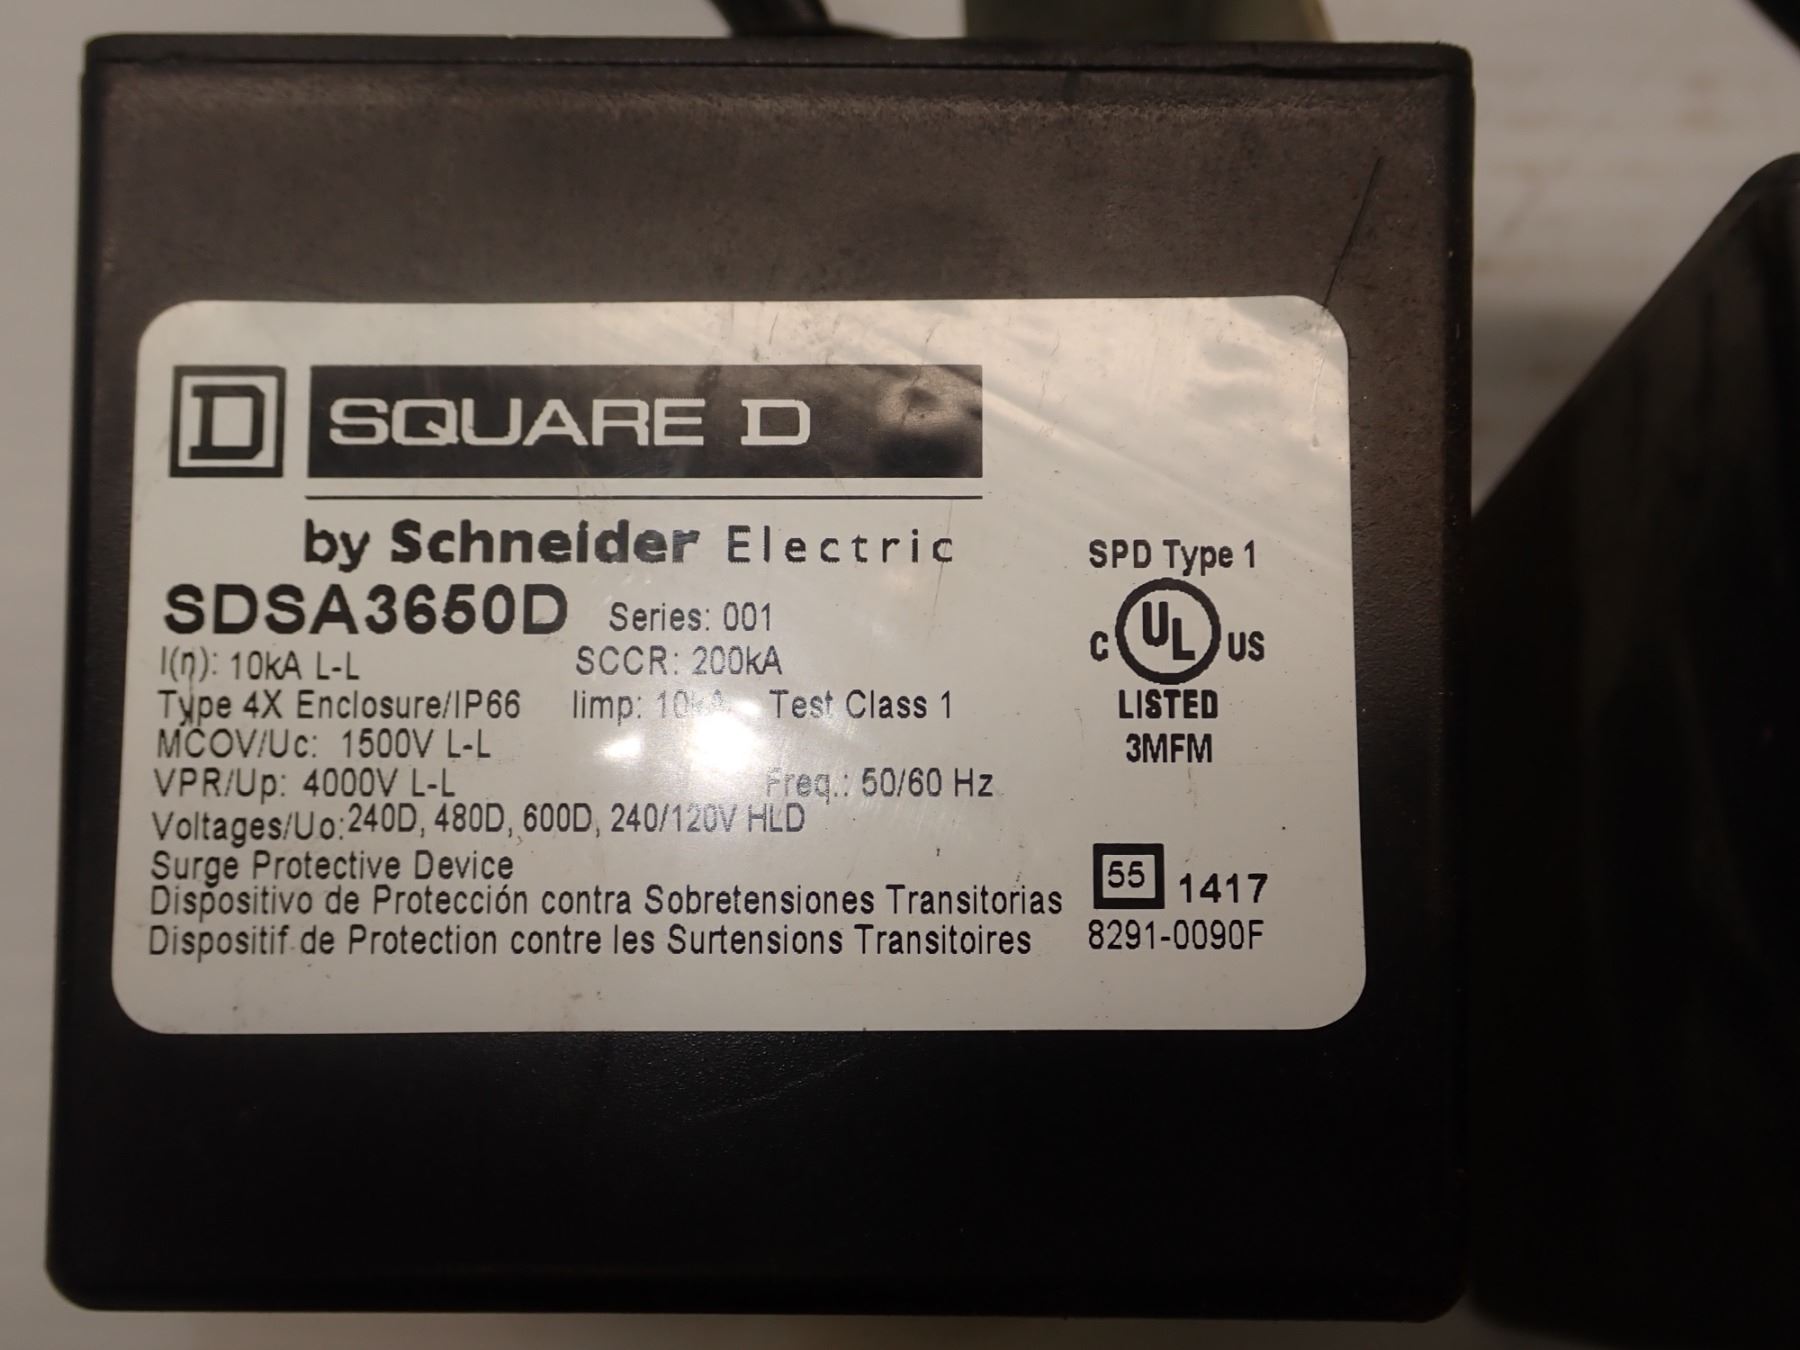 D SQUARE D
by Schneider Electric
SDSA3650D Series: 001
I(η): 10kA L-L SCCR: 200kA
Type 4X Enclosure/IP66 Iimp: 10kA Test Class 1
MCOV/Uc: 1500V L-L
VPR/Up: 4000V L-L Freq.: 50/60 Hz
Voltages/Uo: 240D, 480D, 600D, 240/120V HLD
Surge Protective Device
Dispositivo de Protección contra Sobretensiones Transitorias
Dispositif de Protection contre les Surtensions Transitoires
SPD Type 1
C UL US
LISTED
3MFM
55 1417
8291-0090F